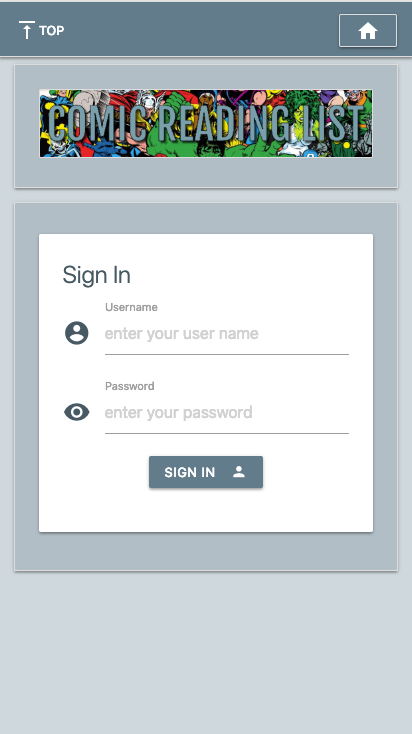 TOP
COMIC READING LIST
Sign In
Username
enter your user name
Password
enter your password
SIGN IN